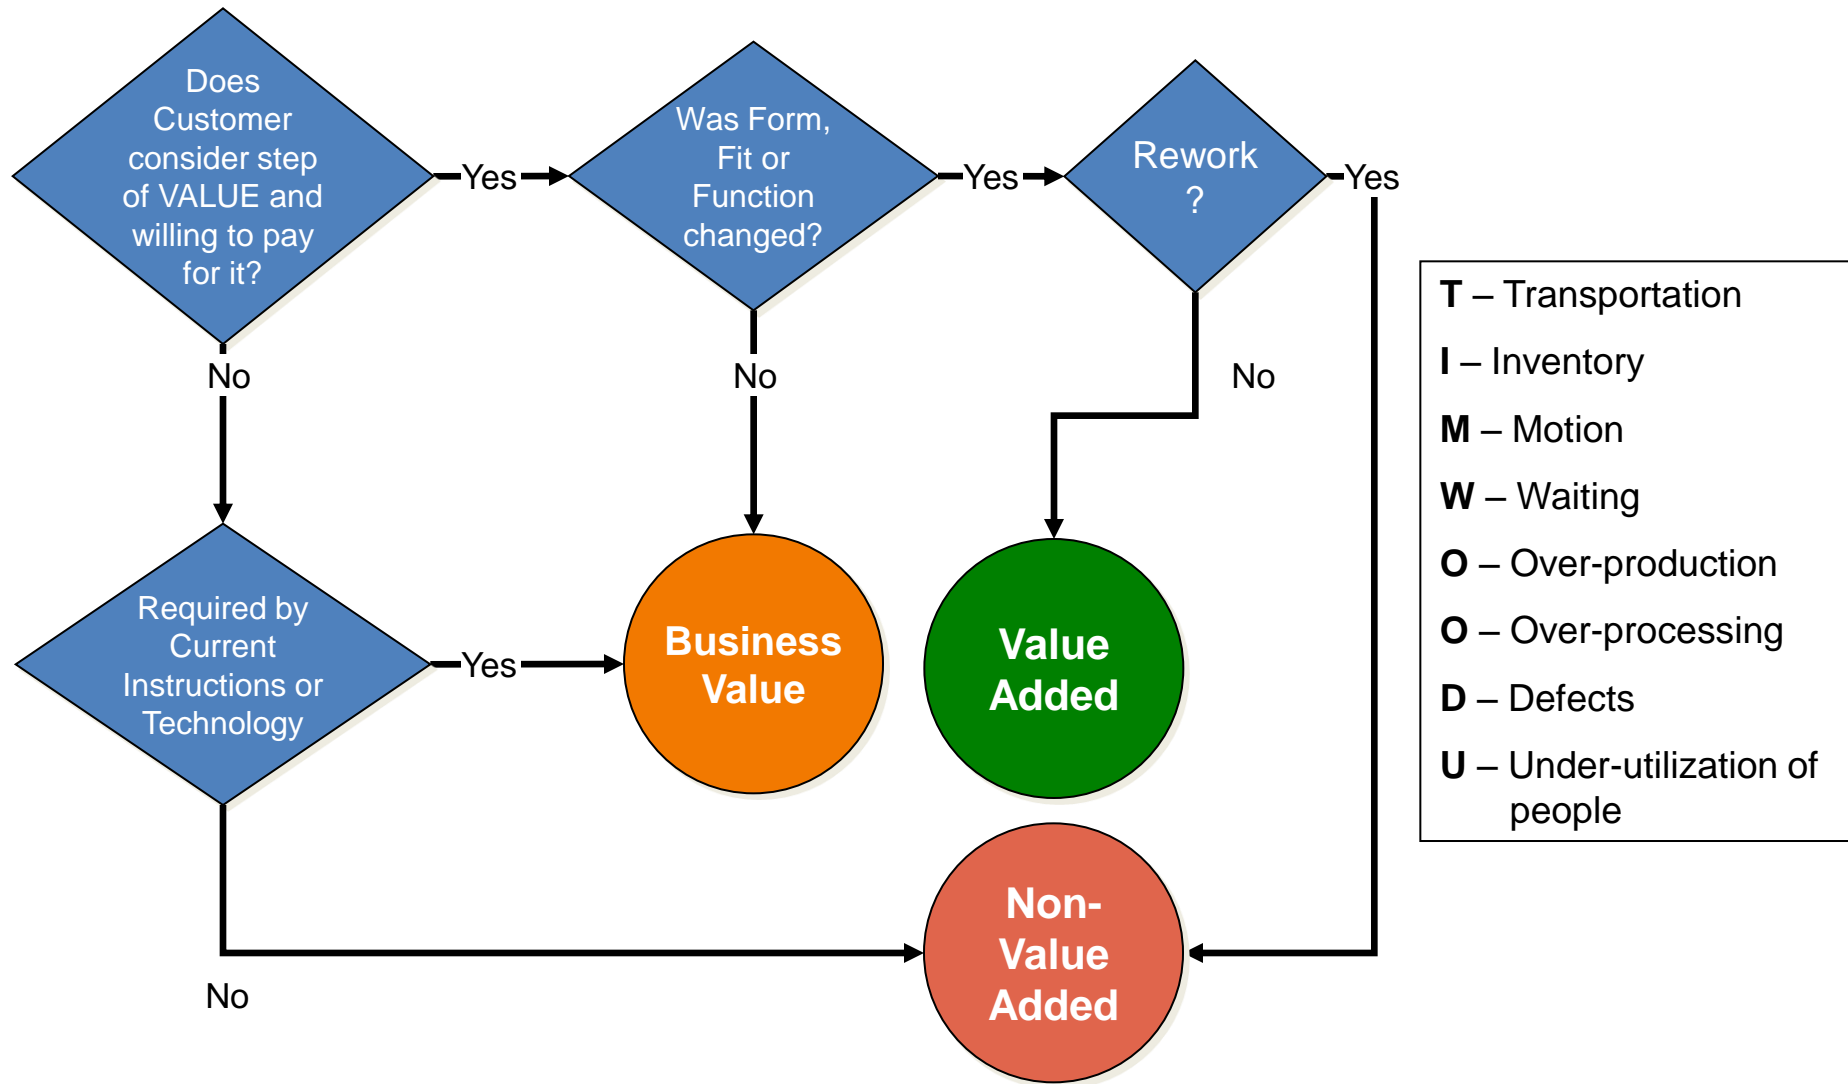 Does
Customer
consider step
of VALUE and
willing to pay
for it?
Yes
Was Form,
Fit or
Function
changed?
Yes
Rework
?
Yes
No
No
No
Required by
Current
Instructions or
Technology
Yes
Business
Value
Value
Added
No
Non-
Value
Added
T – Transportation
I – Inventory
M – Motion
W – Waiting
O – Over-production
O – Over-processing
D – Defects
U – Under-utilization of
people